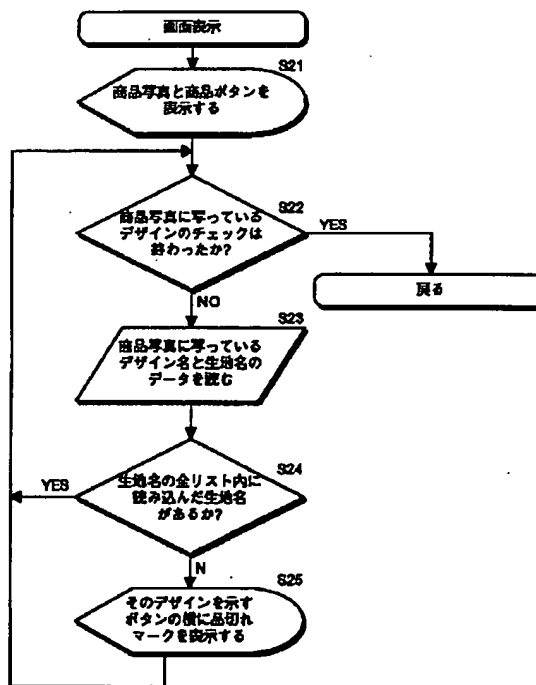 画面表示
S21
商品写真と商品ボタンを
表示する
S22
商品写真に写っている
デザインのチェックは
終わったか?
YES
戻る
NO
S23
商品写真に写っている
デザイン名と生地名の
データを読む
S24
生地名の全リスト内に
読み込んだ生地名
があるか?
YES
N
S25
そのデザインを示す
ボタンの横に品切れ
マークを表示する